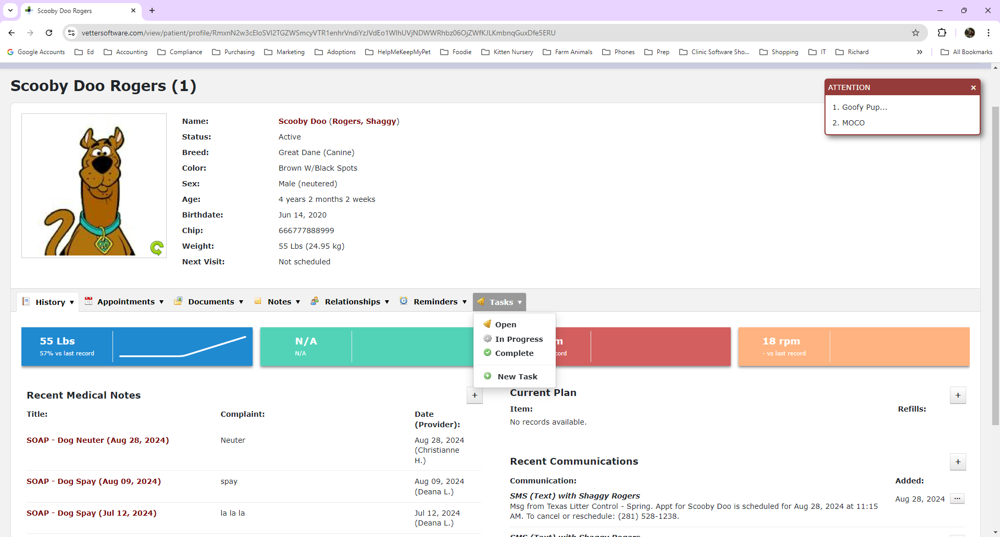 Scooby Doo Rogers
vettersoftware.com/view/patient/profile/RmxnN2w3cEloSVl2TGZWSmcyVTR1enhrVndiYzJVdEo1WlhUVjNDWWRhbz06OjZWfKJLKmbnqGuxDfe5ERU
Google Accounts Ed Accounting Compliance Purchasing Marketing Adoptions HelpMeKeepMyPet Foodie Kitten Nursery Farm Animals Phones Prep Clinic Software Sho... Shopping IT Richard » All Bookmarks
Scooby Doo Rogers (1)
ATTENTION ×
1. Goofy Pup...
2. MOCO
Name: Scooby Doo (Rogers, Shaggy)
Status: Active
Breed: Great Dane (Canine)
Color: Brown W/Black Spots
Sex: Male (neutered)
Age: 4 years 2 months 2 weeks
Birthdate: Jun 14, 2020
Chip: 666777888999
Weight: 55 Lbs (24.95 kg)
Next Visit: Not scheduled
History Appointments Documents Notes Relationships Reminders Tasks
Open
In Progress
Complete
New Task
55 Lbs
57% vs last record
N/A
N/A
m
cord
18 rpm
- vs last record
Recent Medical Notes +
Title: Complaint: Date (Provider):
SOAP - Dog Neuter (Aug 28, 2024) Neuter Aug 28, 2024
(Christianne
H.)
SOAP - Dog Spay (Aug 09, 2024) spay Aug 09, 2024
(Deana L.)
SOAP - Dog Spay (Jul 12, 2024) la la la Jul 12, 2024
(Deana L.)
Current Plan +
Item: Refills:
No records available.
Recent Communications +
Communication: Added:
SMS (Text) with Shaggy Rogers
Msg from Texas Litter Control - Spring. Appt for Scooby Doo is scheduled for Aug 28, 2024 at 11:15 Aug 28, 2024 ...
AM. To cancel or reschedule: (281) 528-1238.
SMS (Text) with Shaggy Rogers